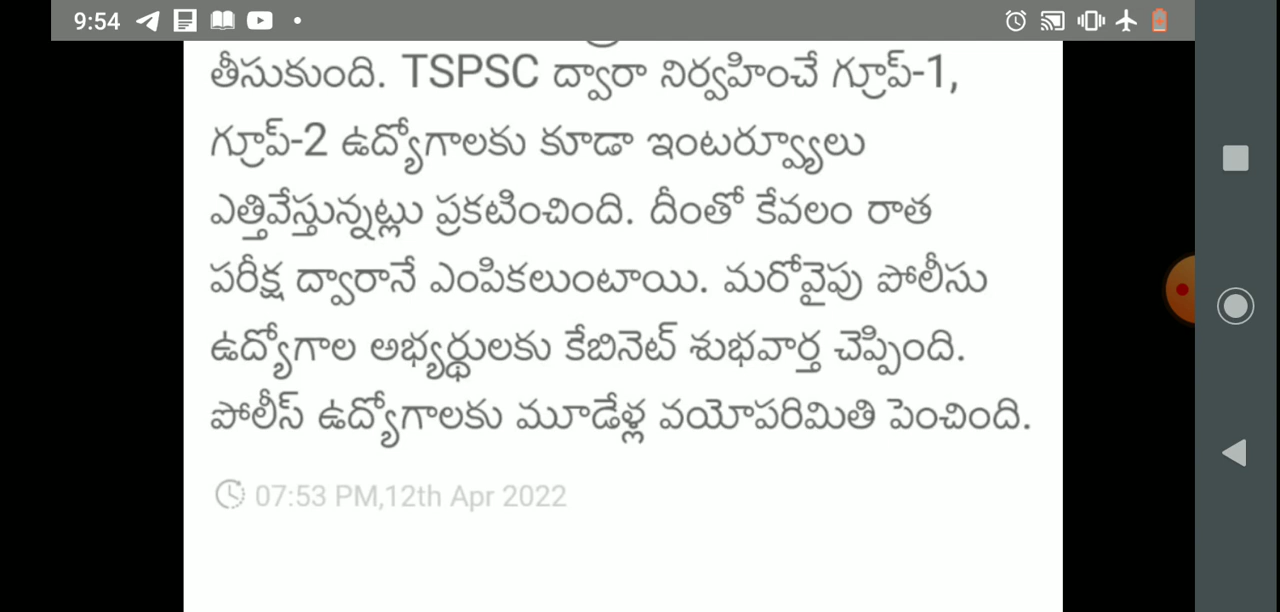 9:54
తీసుకుంది. TSPSC ద్వారా నిర్వహించే గ్రూప్-1,
గ్రూప్-2 ఉద్యోగాలకు కూడా ఇంటర్వ్యూలు
ఎత్తివేస్తున్నట్లు ప్రకటించింది. దీంతో కేవలం రాత
పరీక్ష ద్వారానే ఎంపికలుంటాయి. మరోవైపు పోలీసు
ఉద్యోగాల అభ్యర్థులకు కేబినెట్ శుభవార్త చెప్పింది.
పోలీస్ ఉద్యోగాలకు మూడేళ్ల వయోపరిమితి పెంచింది.
07:53 PM,12th Apr 2022